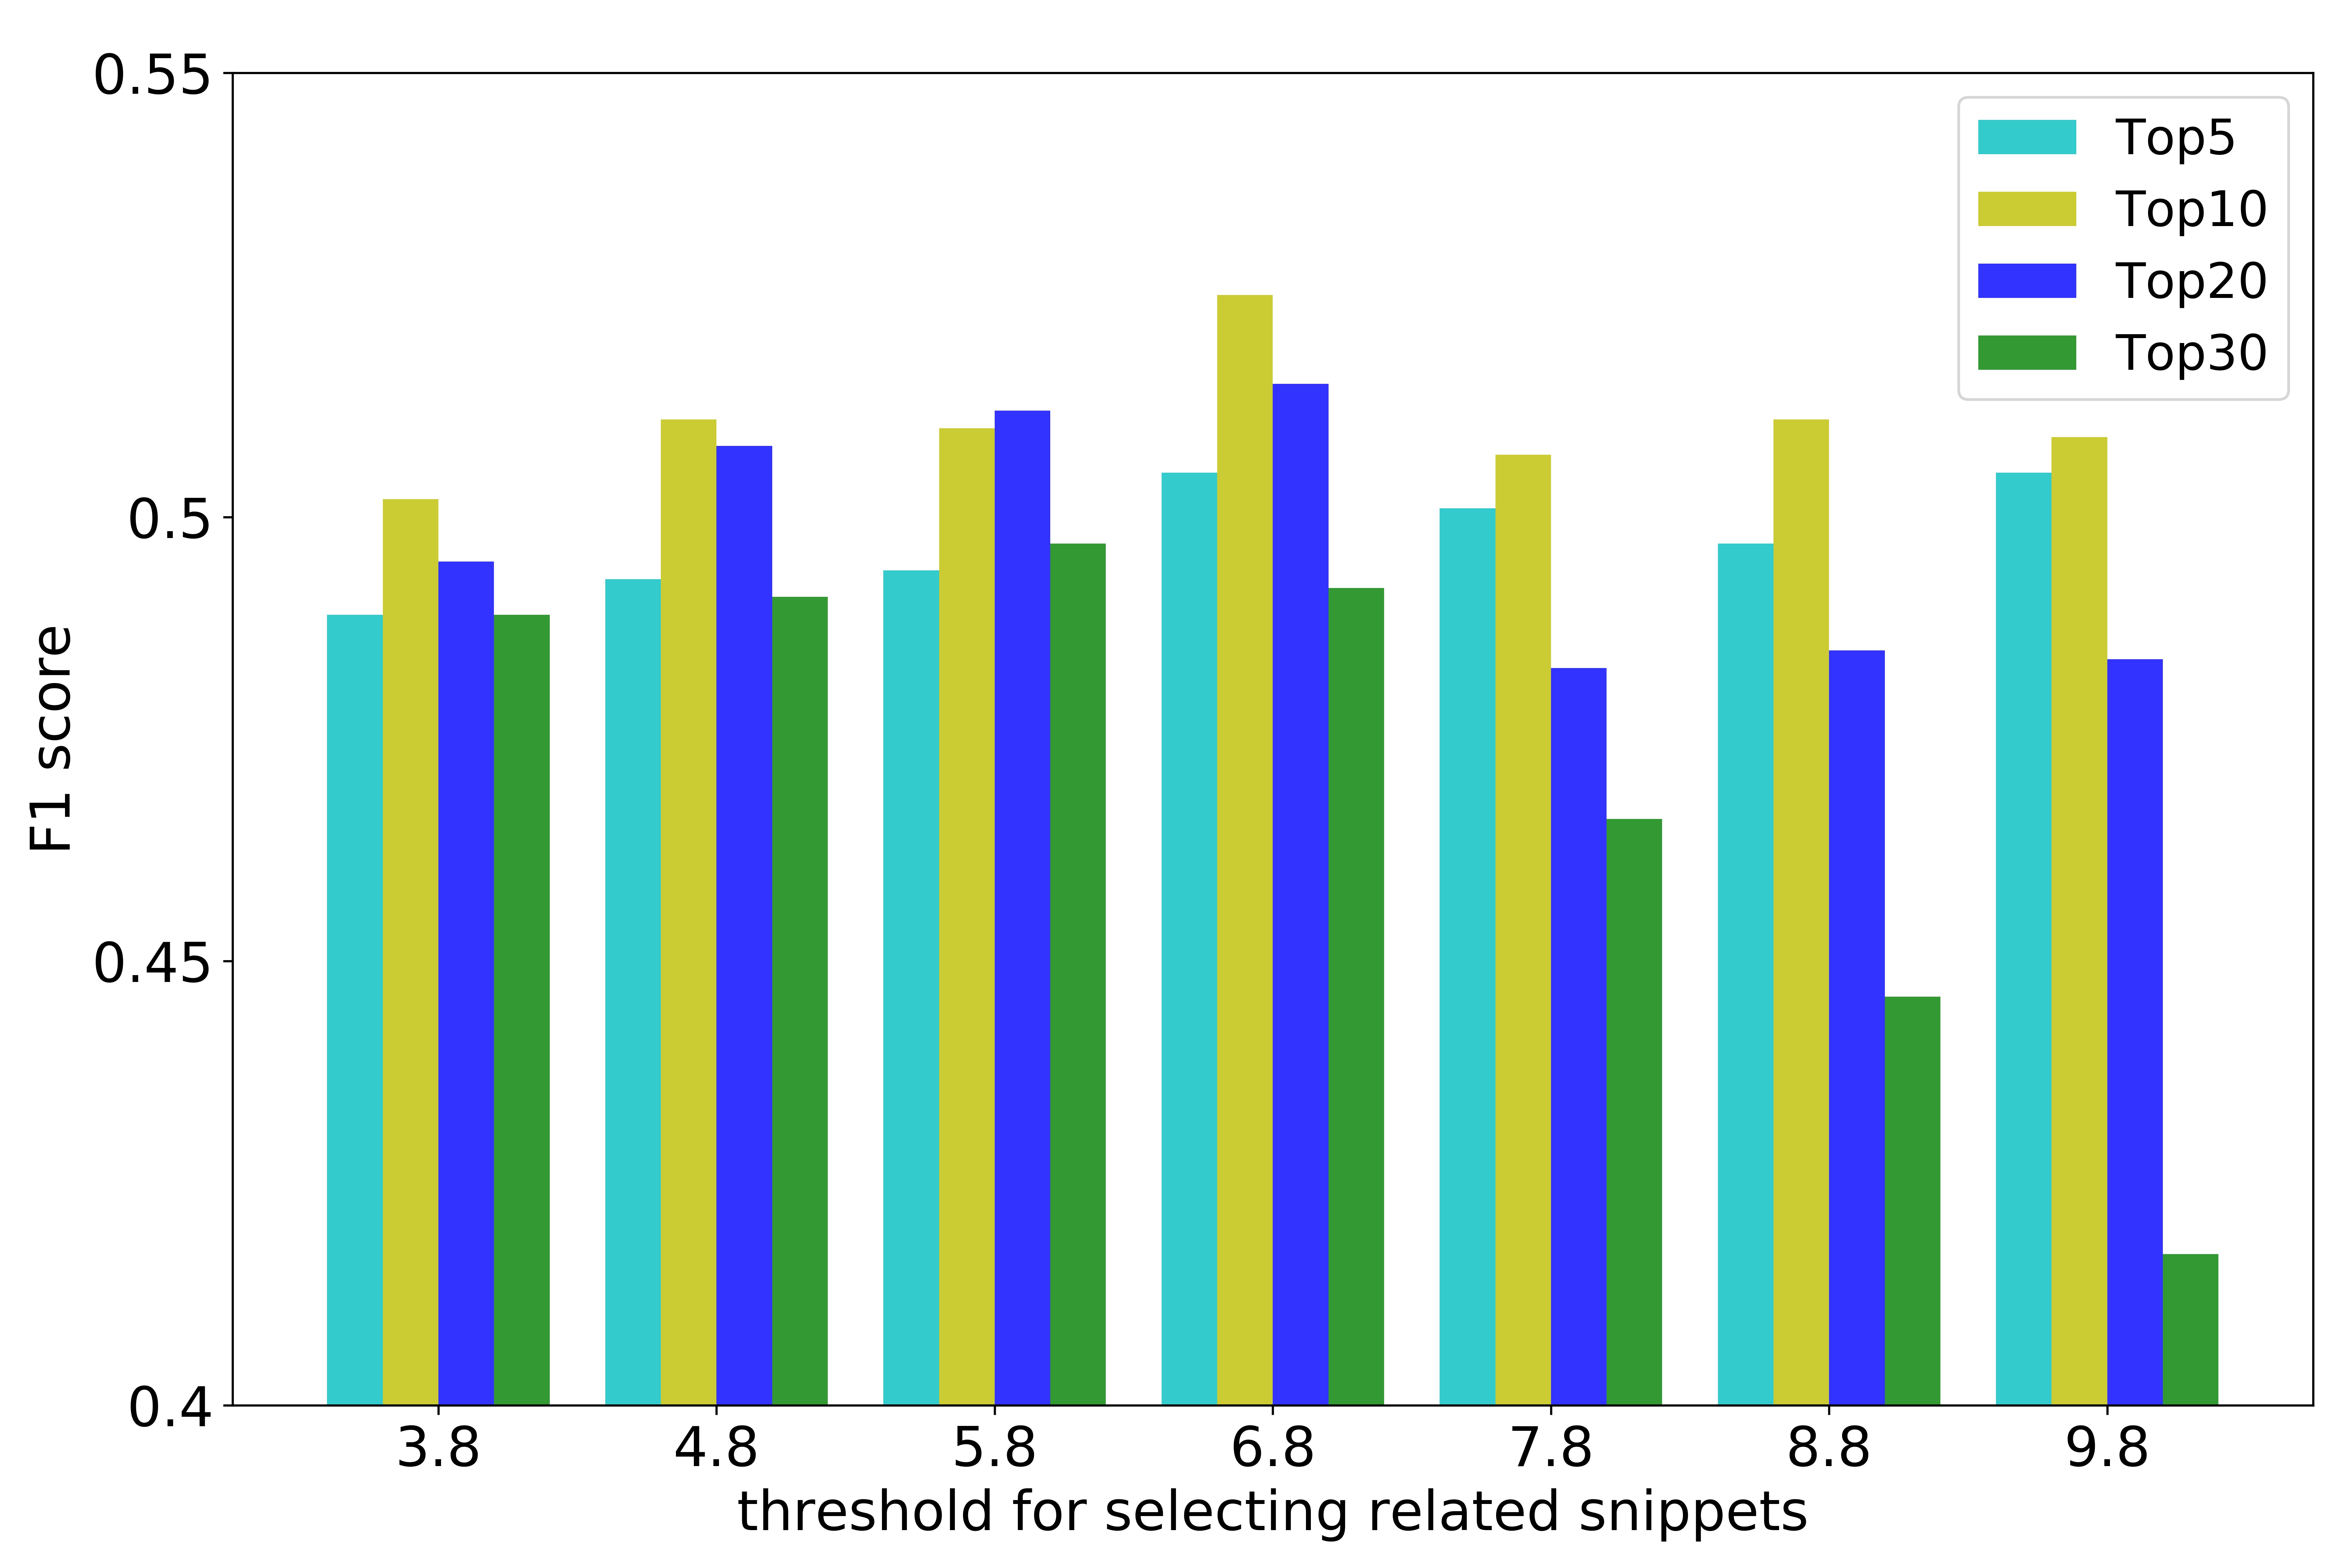 0.55
0.5
0.45
0.4
F1 score
Top5
Top10
Top20
Top30
3.8 4.8 5.8 6.8 7.8 8.8 9.8
threshold for selecting related snippets